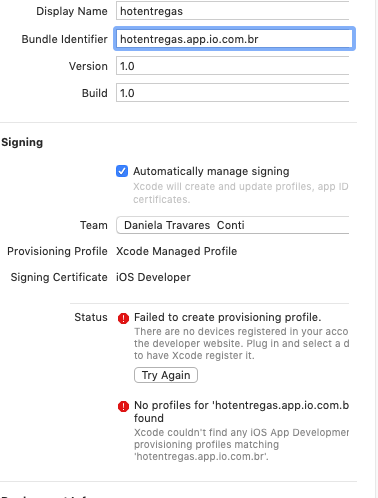 Display Name hotentregas
Bundle Identifier hotentregas.app.io.com.br
Version 1.0
Build 1.0
Signing
Automatically manage signing
Xcode will create and update profiles, app ID
certificates.
Team Daniela Travares Conti
Provisioning Profile Xcode Managed Profile
Signing Certificate iOS Developer
Status Failed to create provisioning profile.
There are no devices registered in your acco
the developer website. Plug in and select a d
to have Xcode register it.
Try Again
No profiles for 'hotentregas.app.io.com.b
found
Xcode couldn't find any iOS App Developmen
provisioning profiles matching
'hotentregas.app.io.com.br'.